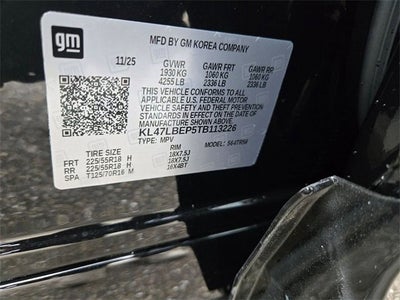 gm
MFD BY GM KOREA COMPANY
11/25 GVWR GAWR FRT GAWR RR
1930 KG 1060 KG 1060 KG
4255 LB 2336 LB 2336 LB
THIS VEHICLE CONFORMS TO ALL APPLICABLE
U.S. FEDERAL MOTOR VEHICLE SAFETY, BUMPER,
AND THEFT PREVENTION STANDARDS IN
EFFECT ON THE DATE OF MANUFACTURE
SHOWN ABOVE.
KL47LBEP5TB113226
TYPE: MPV MODEL:
TIRE SIZE RIM
FRT 225/55R18 H 18X7.5J
RR 225/55R18 H 18X7.5J
SPA T125/70R16 M 16X4BT